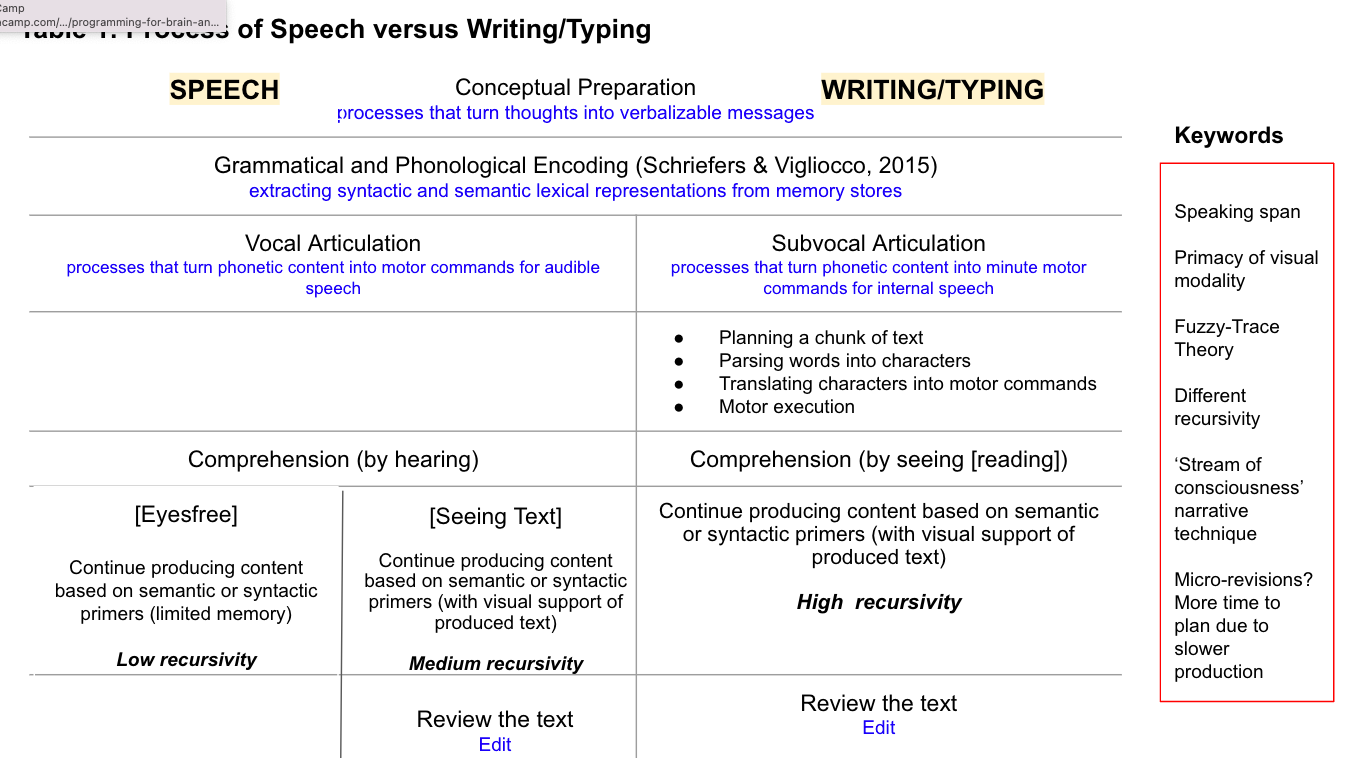 Camp
acamp.com/.../programming-for-brain-an...
Table 1. Process of Speech versus Writing/Typing
SPEECH
Conceptual Preparation
processes that turn thoughts into verbalizable messages
WRITING/TYPING
Grammatical and Phonological Encoding (Schriefers & Vigliocco, 2015)
extracting syntactic and semantic lexical representations from memory stores
Vocal Articulation
processes that turn phonetic content into motor commands for audible
speech
Subvocal Articulation
processes that turn phonetic content into minute motor
commands for internal speech
● Planning a chunk of text
● Parsing words into characters
● Translating characters into motor commands
● Motor execution
Comprehension (by hearing)
Comprehension (by seeing [reading])
[Eyesfree]
Continue producing content
based on semantic or syntactic
primers (limited memory)
Low recursivity
[Seeing Text]
Continue producing content
based on semantic or syntactic
primers (with visual support of
produced text)
Medium recursivity
Continue producing content based on semantic
or syntactic primers (with visual support of
produced text)
High recursivity
Review the text
Edit
Review the text
Edit
Keywords
Speaking span
Primacy of visual
modality
Fuzzy-Trace
Theory
Different
recursivity
‘Stream of
consciousness’
narrative
technique
Micro-revisions?
More time to
plan due to
slower
production